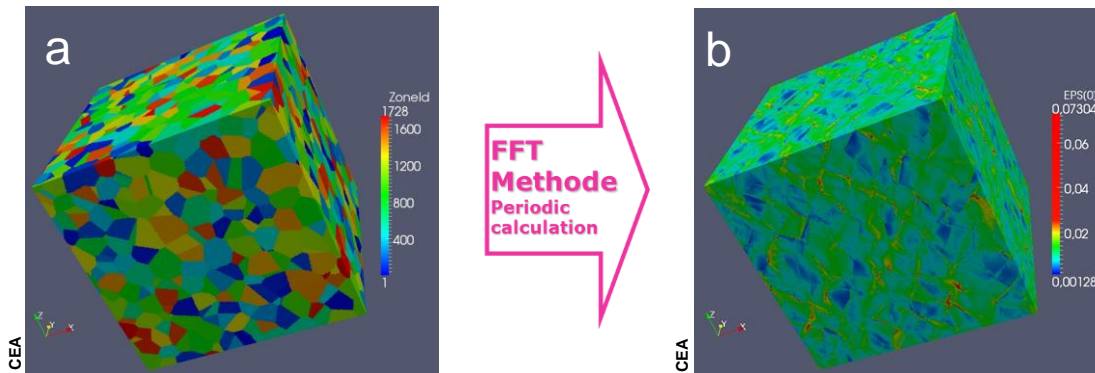 a
ZoneId
1728
1600
1200
800
400
1
Z
Y
X
CEA
FFT
Methode
Periodic
calculation
b
EPS(0)
0,07304
0,06
0,04
0,02
0,00128
Z
Y
X
CEA